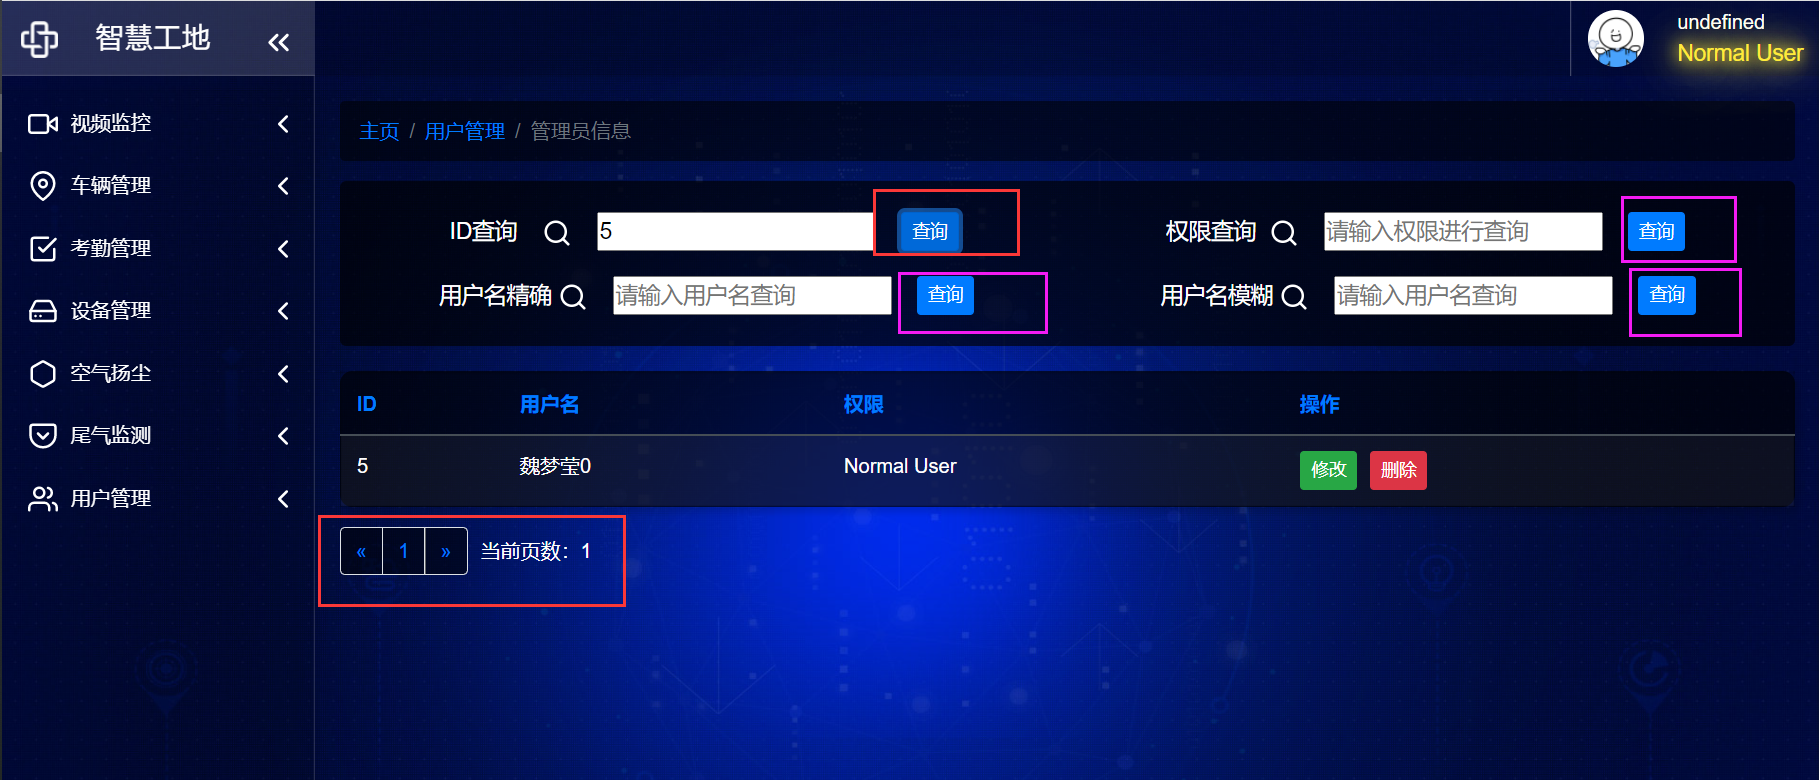 智慧工地
undefined
Normal User
视频监控
车辆管理
考勤管理
设备管理
空气扬尘
尾气监测
用户管理
主页 / 用户管理 / 管理员信息
ID查询 5 查询 权限查询 请输入权限进行查询 查询
用户名精确 请输入用户名查询 查询 用户名模糊 请输入用户名查询 查询
ID 用户名 权限 操作
5 魏梦莹0 Normal User 修改 删除
« 1 » 当前页数：1